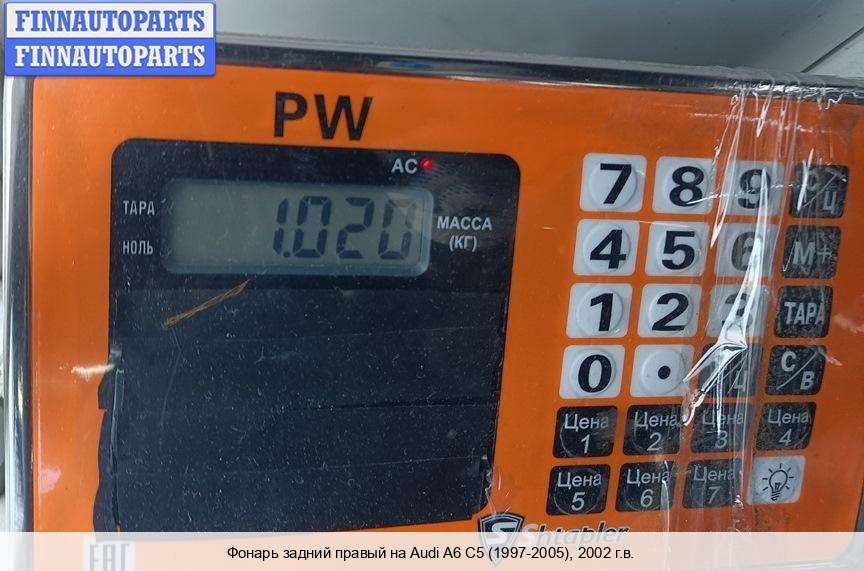 FINNAUTOPARTS
FINNAUTOPARTS
PW
AC
ТАРА
НОЛЬ
1.020
МАССА
(КГ)
7 8 9
4 5 6 M+
1 2 3 ТАРА
0 . С/В
Цена 1 Цена 2 Цена 3 Цена 4
Цена 5 Цена 6 Цена 7
Shtapler
EAC
Фонарь задний правый на Audi A6 C5 (1997-2005), 2002 г.в.